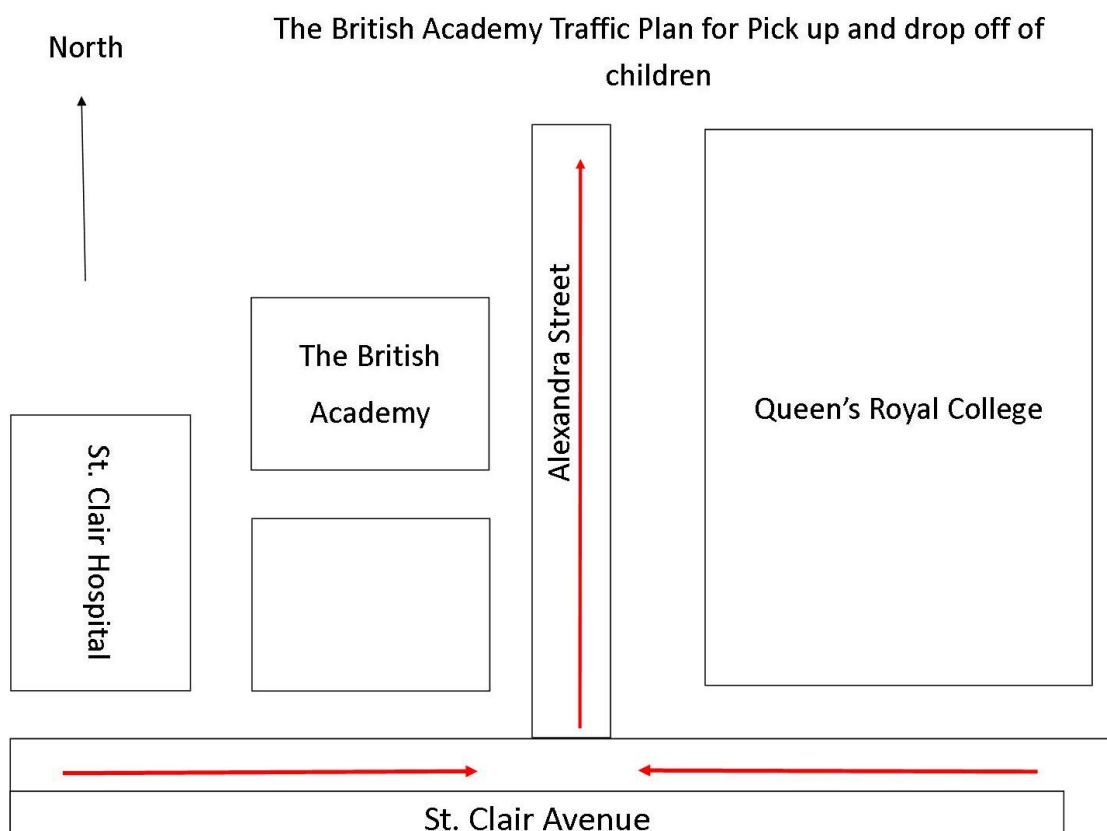 The British Academy Traffic Plan for Pick up and drop off of
children
North
The British
Academy
Alexandra Street
Queen’s Royal College
St. Clair Hospital
St. Clair Avenue